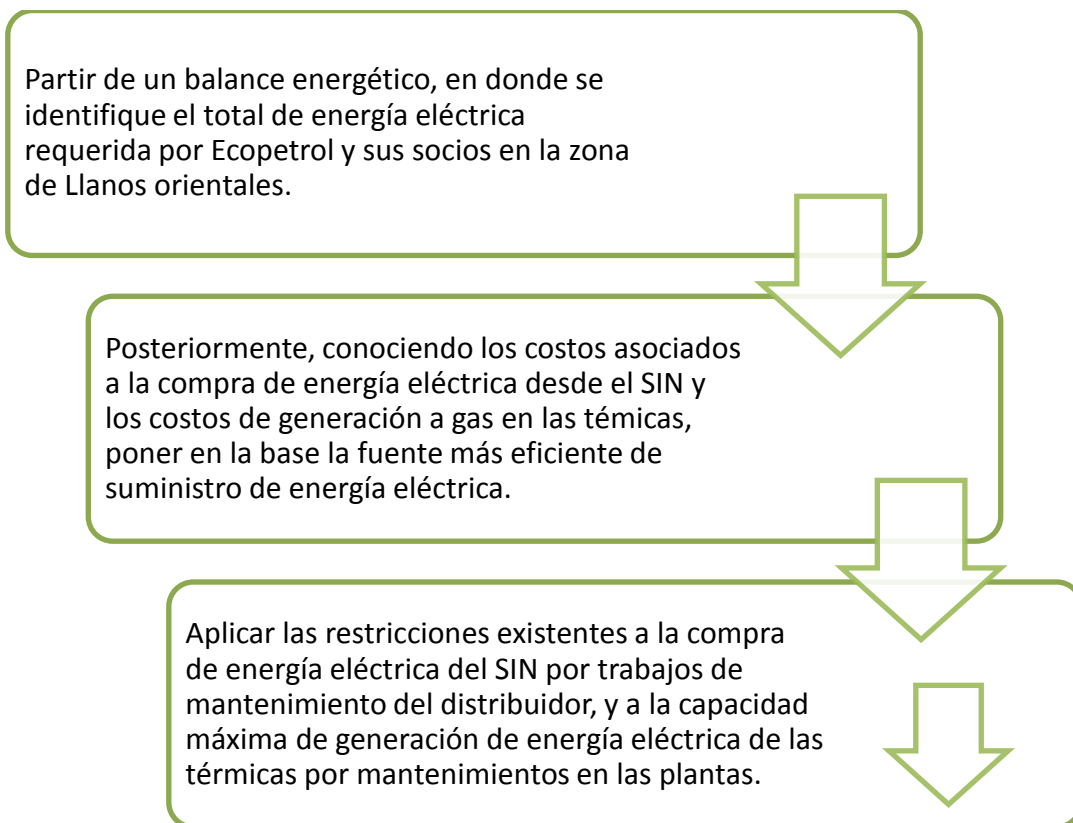 Partir de un balance energético, en donde se
identifique el total de energía eléctrica
requerida por Ecopetrol y sus socios en la zona
de Llanos orientales.
Posteriormente, conociendo los costos asociados
a la compra de energía eléctrica desde el SIN y
los costos de generación a gas en las témicas,
poner en la base la fuente más eficiente de
suministro de energía eléctrica.
Aplicar las restricciones existentes a la compra
de energía eléctrica del SIN por trabajos de
mantenimiento del distribuidor, y a la capacidad
máxima de generación de energía eléctrica de las
térmicas por mantenimientos en las plantas.